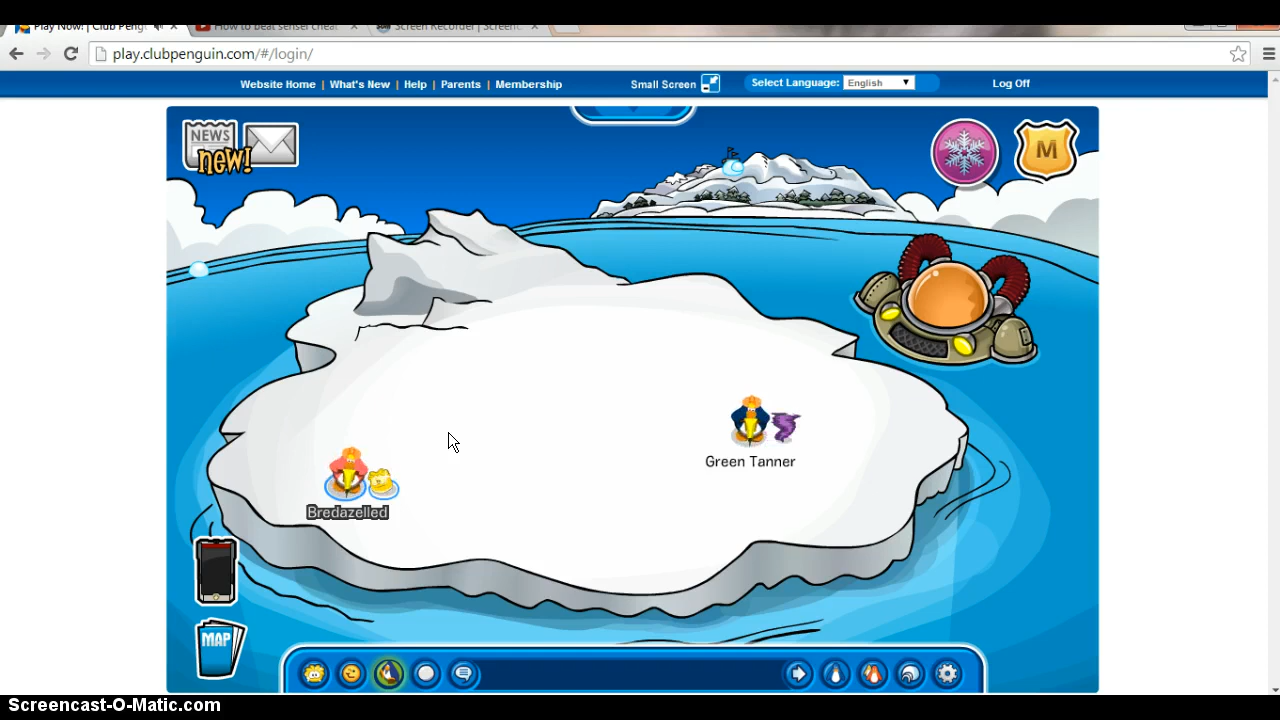 Play Now! | Club Peng
How to beat sensei cheat
Screen Recorder | Screen
play.clubpenguin.com/#/login/
Website Home | What's New | Help | Parents | Membership
Small Screen
Select Language: English
Log Off
NEWS
new!
M
Green Tanner
Bredazelled
MAP
Screencast-O-Matic.com